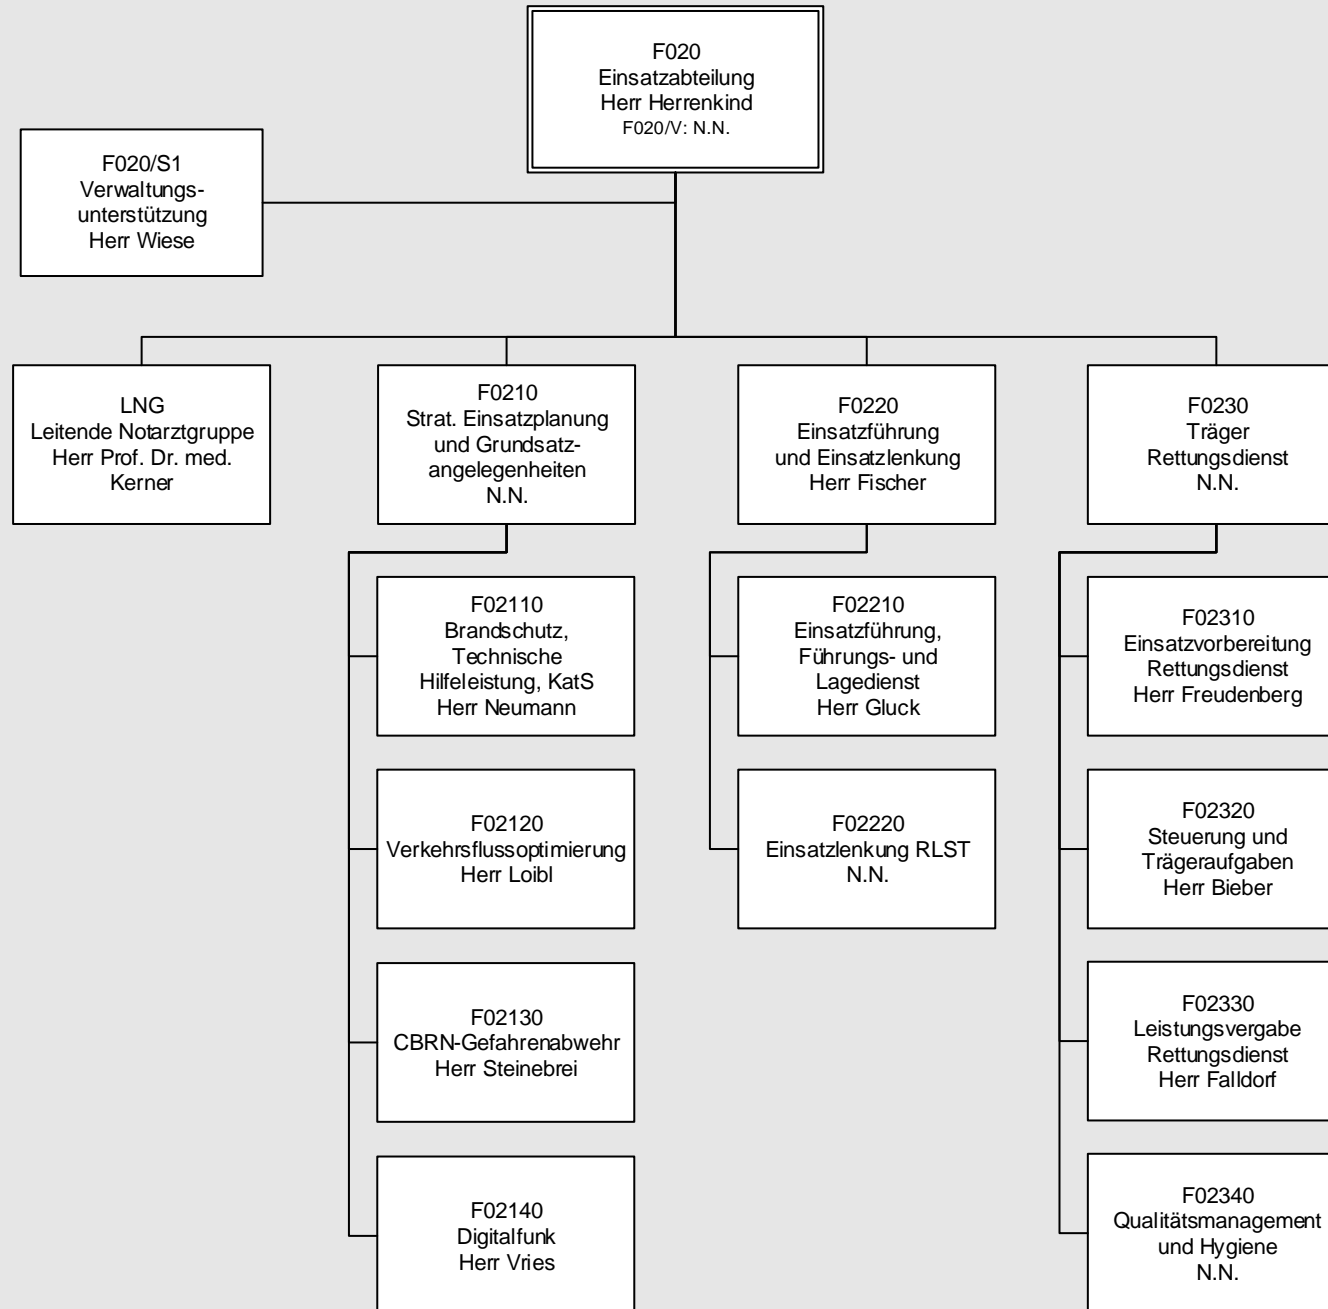 F020
Einsatzabteilung
Herr Herrenkind
F020/V: N.N.
F020/S1
Verwaltungs-
unterstützung
Herr Wiese
LNG
Leitende Notarztgruppe
Herr Prof. Dr. med.
Kerner
F0210
Strat. Einsatzplanung
und Grundsatz-
angelegenheiten
N.N.
F0220
Einsatzführung
und Einsatzlenkung
Herr Fischer
F0230
Träger
Rettungsdienst
N.N.
F02110
Brandschutz,
Technische
Hilfeleistung, KatS
Herr Neumann
F02120
Verkehrsflussoptimierung
Herr Loibl
F02130
CBRN-Gefahrenabwehr
Herr Steinebrei
F02140
Digitalfunk
Herr Vries
F02210
Einsatzführung,
Führungs- und
Lagedienst
Herr Gluck
F02220
Einsatzlenkung RLST
N.N.
F02310
Einsatzvorbereitung
Rettungsdienst
Herr Freudenberg
F02320
Steuerung und
Trägeraufgaben
Herr Bieber
F02330
Leistungsvergabe
Rettungsdienst
Herr Falldorf
F02340
Qualitätsmanagement
und Hygiene
N.N.